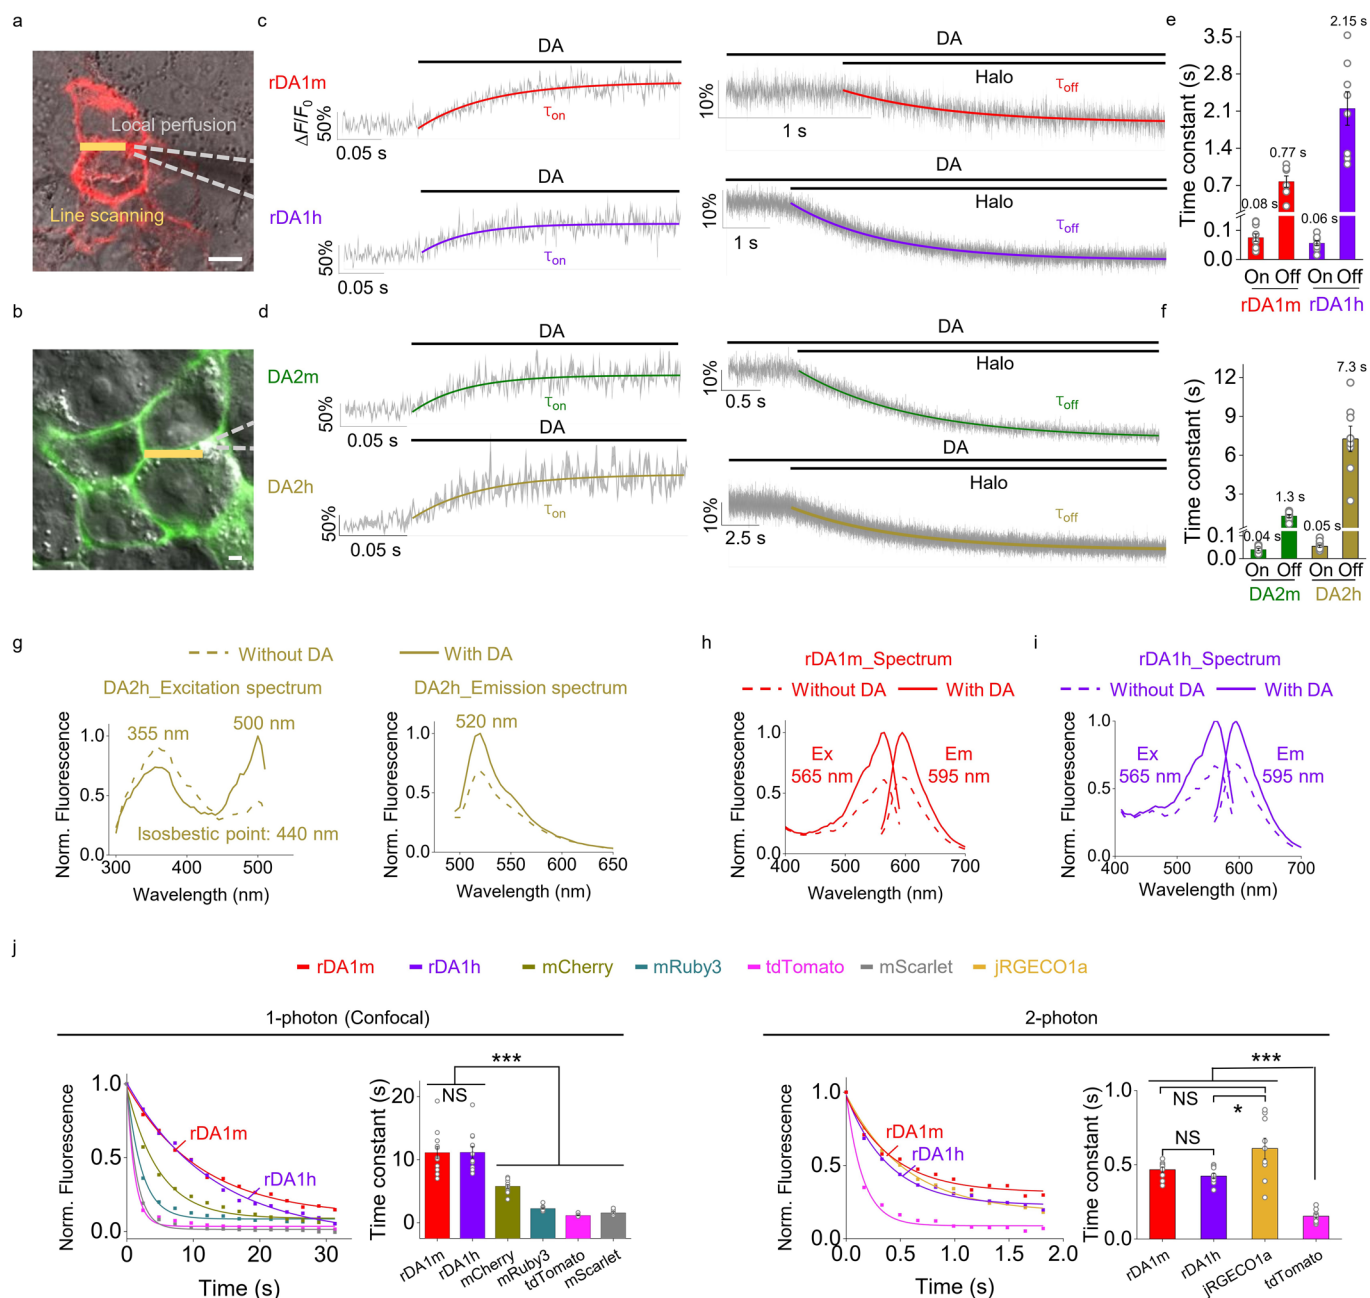 a
Local perfusion
Line scanning
b
c
DA
rDA1m
ΔF/F0
50%
0.05 s
τon
DA
Halo
τoff
10%
1 s
DA
rDA1h
50%
0.05 s
τon
DA
Halo
τoff
10%
1 s
d
DA
DA2m
50%
0.05 s
τon
DA
Halo
τoff
10%
0.5 s
DA
DA2h
50%
0.05 s
τon
DA
Halo
τoff
10%
2.5 s
e
2.15 s
Time constant (s)
3.5
2.8
2.1
1.4
0.7
0.1
0.0
0.08 s
0.77 s
0.06 s
On Off On Off
rDA1m rDA1h
f
7.3 s
Time constant (s)
12
9
6
3
0.1
0.0
0.04 s
1.3 s
0.05 s
On Off On Off
DA2m DA2h
g
Without DA
With DA
DA2h_Excitation spectrum
Norm. Fluorescence
1.0
0.5
0.0
355 nm
500 nm
Isosbestic point: 440 nm
300 400 500
Wavelength (nm)
DA2h_Emission spectrum
Norm. Fluorescence
1.0
0.5
0.0
520 nm
500 550 600 650
Wavelength (nm)
h
rDA1m_Spectrum
Without DA With DA
Norm. Fluorescence
1.0
0.5
0.0
Ex
565 nm
Em
595 nm
400 500 600 700
Wavelength (nm)
i
rDA1h_Spectrum
Without DA With DA
Norm. Fluorescence
1.0
0.5
0.0
Ex
565 nm
Em
595 nm
400 500 600 700
Wavelength (nm)
j
rDA1m rDA1h mCherry mRuby3 tdTomato mScarlet jRGECO1a
1-photon (Confocal)
Norm. Fluorescence
1.0
0.5
0.0
rDA1m
rDA1h
0 10 20 30
Time (s)
Time constant (s)
20
10
0
NS
***
rDA1m
rDA1h
mCherry
mRuby3
tdTomato
mScarlet
2-photon
Norm. Fluorescence
1.0
0.5
0.0
rDA1m
rDA1h
0.0 0.5 1.0 1.5 2.0
Time (s)
Time constant (s)
1.0
0.5
0.0
***
NS
*
NS
rDA1m
rDA1h
jRGECO1a
tdTomato